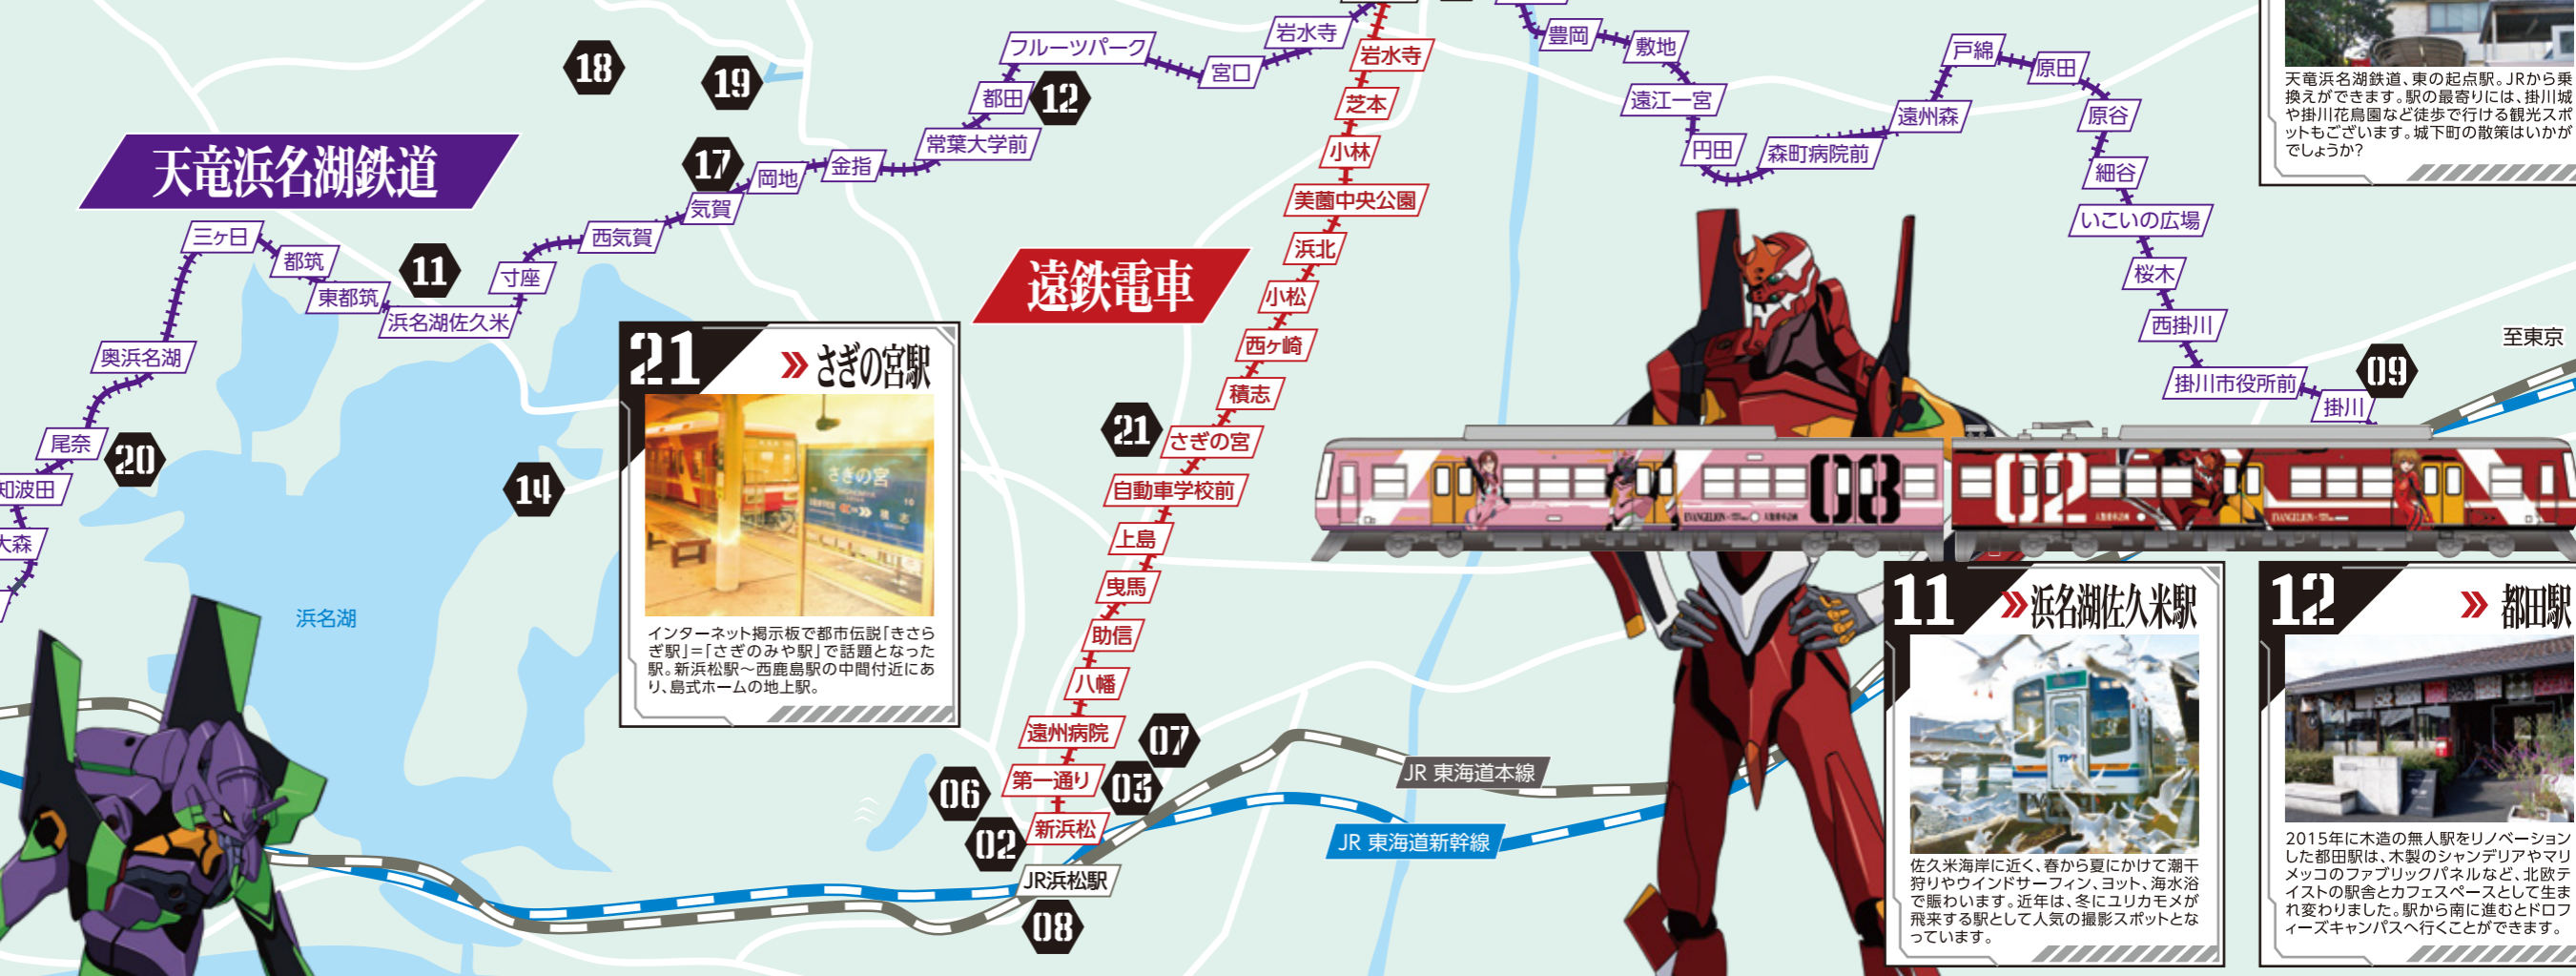 天竜浜名湖鉄道
三ヶ日
都筑
東都筑
浜名湖佐久米
寸座
西気賀
気賀
岡地
金指
常葉大学前
都田
フルーツパーク
宮口
岩水寺
奥浜名湖
尾奈
知波田
大森
浜名湖
18
19
17
12
11
20
14
豊岡
敷地
遠江一宮
円田
森町病院前
遠州森
戸綿
原田
原谷
細谷
いこいの広場
桜木
西掛川
掛川市役所前
掛川
09
至東京
遠鉄電車
岩水寺
芝本
小林
美薗中央公園
浜北
小松
西ヶ崎
積志
21
さぎの宮
自動車学校前
上島
曳馬
助信
八幡
遠州病院
第一通り
新浜松
JR浜松駅
07
03
06
02
08
JR 東海道本線
JR 東海道新幹線
21
さぎの宮駅
さぎの宮
積志
インターネット掲示板で都市伝説「きさら
ぎ駅」=「さぎのみや駅」で話題となった
駅。新浜松駅~西鹿島駅の中間付近にあ
り、島式ホームの地上駅。
天竜浜名湖鉄道、東の起点駅。JRから乗
換えができます。駅の最寄りには、掛川城
や掛川花鳥園など徒歩で行ける観光スポ
ットもございます。城下町の散策はいかが
でしょうか?
08
EVANGELION
02
EVANGELION
11
浜名湖佐久米駅
佐久米海岸に近く、春から夏にかけて潮干
狩りやウインドサーフィン、ヨット、海水浴
で賑わいます。近年は、冬にユリカモメが
飛来する駅として人気の撮影スポットとな
っています。
12
都田駅
2015年に木造の無人駅をリノベーション
した都田駅は、木製のシャンデリアやマリ
メッコのファブリックパネルなど、北欧テ
イストの駅舎とカフェスペースとして生ま
れ変わりました。駅から南に進むとドロフ
ィーズキャンパスへ行くことができます。